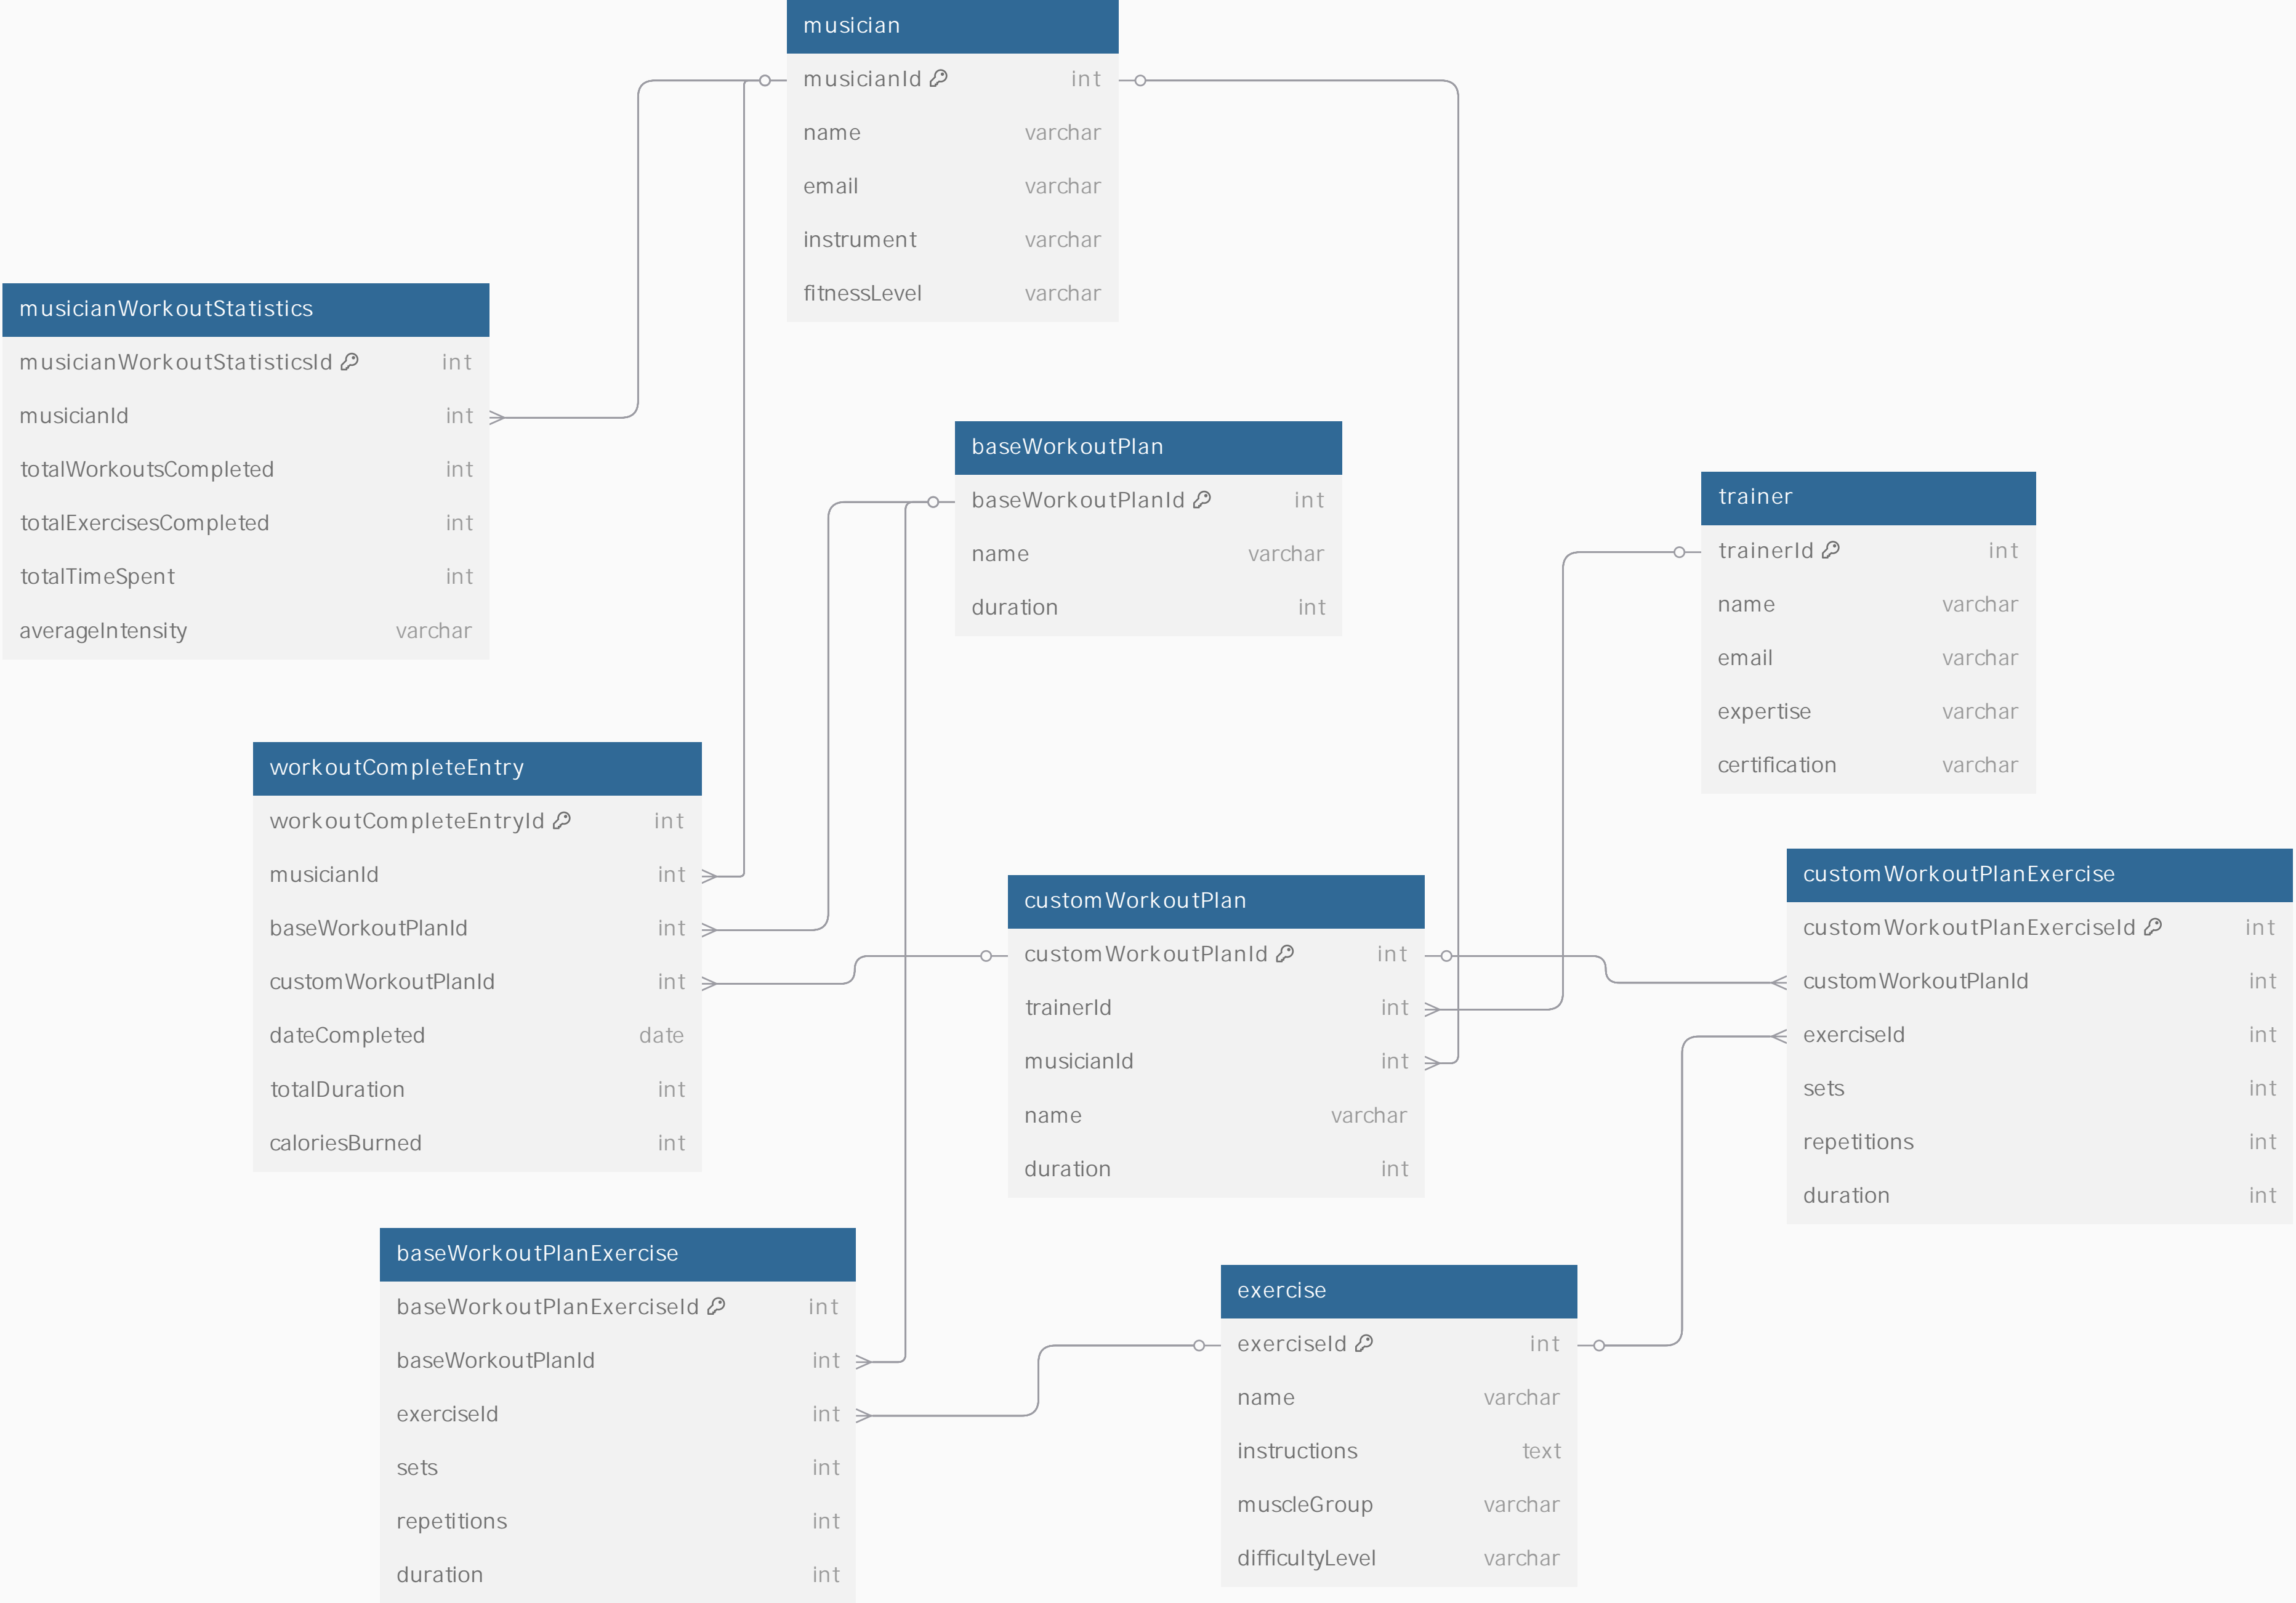 musician
musicianId int
name varchar
email varchar
instrument varchar
fitnessLevel varchar
musicianWorkoutStatistics
musicianWorkoutStatisticsId int
musicianId int
totalWorkoutsCompleted int
totalExercisesCompleted int
totalTimeSpent int
averageIntensity varchar
baseWorkoutPlan
baseWorkoutPlanId int
name varchar
duration int
trainer
trainerId int
name varchar
email varchar
expertise varchar
certification varchar
workoutCompleteEntry
workoutCompleteEntryId int
musicianId int
baseWorkoutPlanId int
customWorkoutPlanId int
dateCompleted date
totalDuration int
caloriesBurned int
customWorkoutPlan
customWorkoutPlanId int
trainerId int
musicianId int
name varchar
duration int
customWorkoutPlanExercise
customWorkoutPlanExerciseId int
customWorkoutPlanId int
exerciseId int
sets int
repetitions int
duration int
baseWorkoutPlanExercise
baseWorkoutPlanExerciseId int
baseWorkoutPlanId int
exerciseId int
sets int
repetitions int
duration int
exercise
exerciseId int
name varchar
instructions text
muscleGroup varchar
difficultyLevel varchar